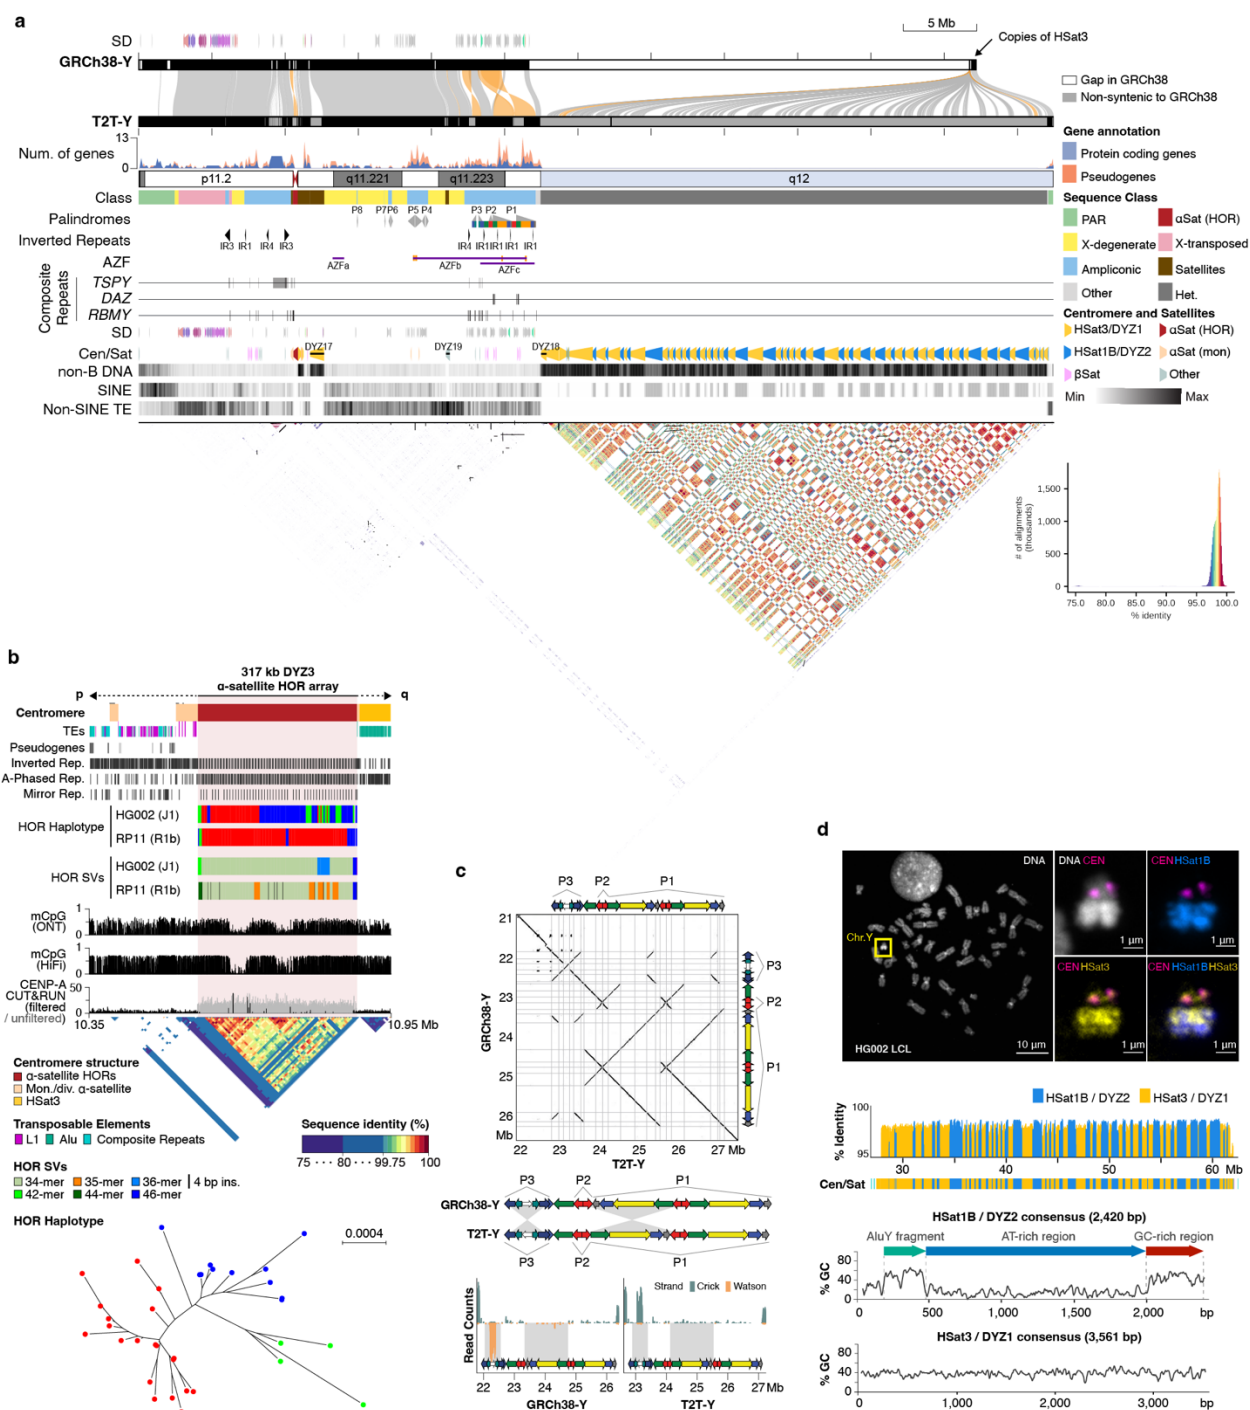 a
5 Mb
SD
Copies of HSat3
GRCh38-Y
Gap in GRCh38
Non-syntenic to GRCh38
T2T-Y
13
Num. of genes
0
Gene annotation
Protein coding genes
Pseudogenes
p11.2
q11.221
q11.223
q12
Class
Sequence Class
PAR
αSat (HOR)
X-degenerate
X-transposed
Ampliconic
Satellites
Other
Het.
Palindromes
P8
P7
P6
P5
P4
P3
P2
P1
Inverted Repeats
IR3
IR1
IR4
IR3
IR4
IR1
IR1
IR1
IR1
AZF
AZFa
AZFb
AZFc
Composite
Repeats
TSPY
DAZ
RBMY
SD
Centromere and Satellites
HSat3/DYZ1
αSat (HOR)
HSat1B/DYZ2
αSat (mon)
βSat
Other
Min
Max
Cen/Sat
DYZ17
DYZ19
DYZ18
non-B DNA
SINE
Non-SINE TE
# of alignments
(thousands)
1,500
1,000
500
0
75.0
80.0
85.0
90.0
95.0
100.0
% identity
b
317 kb DYZ3
α-satellite HOR array
p
q
Centromere
TEs
Pseudogenes
Inverted Rep.
A-Phased Rep.
Mirror Rep.
HOR Haplotype
HG002 (J1)
RP11 (R1b)
HOR SVs
HG002 (J1)
RP11 (R1b)
mCpG
(ONT)
1
0
mCpG
(HiFi)
1
0
CENP-A
CUT&RUN
(filtered
/ unfiltered)
50
0
10.35
10.95 Mb
Centromere structure
α-satellite HORs
Mon./div. α-satellite
HSat3
Transposable Elements
L1
Alu
Composite Repeats
Sequence identity (%)
75
80
99.75
100
HOR SVs
34-mer
35-mer
36-mer
4 bp ins.
42-mer
44-mer
46-mer
HOR Haplotype
0.0004
c
P3
P2
P1
21
22
23
24
25
26
Mb
GRCh38-Y
P3
P2
P1
22
23
24
25
26
27 Mb
T2T-Y
P3
P2
P1
GRCh38-Y
T2T-Y
P3
P2
P1
Strand
Crick
Watson
Read Counts
22
23
24
25
26
23
24
25
26
27 Mb
GRCh38-Y
T2T-Y
d
DNA
DNA CEN
CEN HSat1B
Chr.Y
1 μm
1 μm
CEN HSat3
CEN HSat1B HSat3
HG002 LCL
10 μm
1 μm
1 μm
HSat1B / DYZ2
HSat3 / DYZ1
% Identity
100
95
30
40
50
60
Mb
Cen/Sat
HSat1B / DYZ2 consensus (2,420 bp)
AluY fragment
AT-rich region
GC-rich region
% GC
80
40
0
0
500
1,000
1,500
2,000
bp
HSat3 / DYZ1 consensus (3,561 bp)
% GC
80
40
0
0
1,000
2,000
3,000
bp